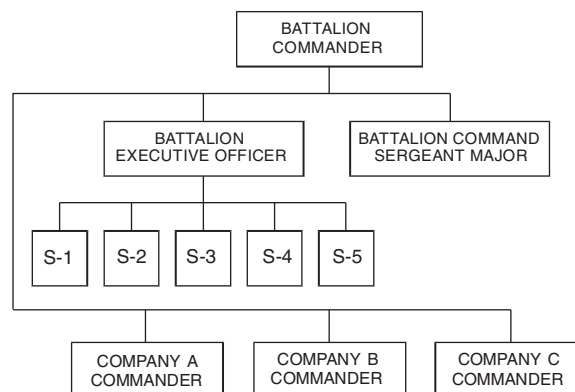 BATTALION
COMMANDER
BATTALION
EXECUTIVE OFFICER
BATTALION COMMAND
SERGEANT MAJOR
S-1
S-2
S-3
S-4
S-5
COMPANY A
COMMANDER
COMPANY B
COMMANDER
COMPANY C
COMMANDER